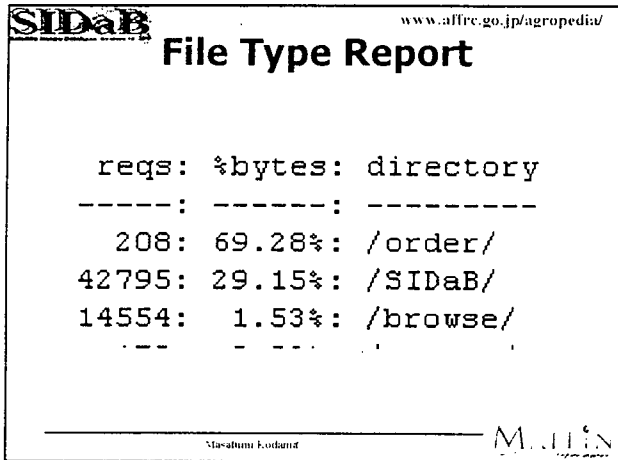 SIDaB
www.affrc.go.jp/agropedia/
File Type Report
reqs: %bytes: directory
-----: ------: ---------
208: 69.28%: /order/
42795: 29.15%: /SIDaB/
14554: 1.53%: /browse/
Masafumi Kodama